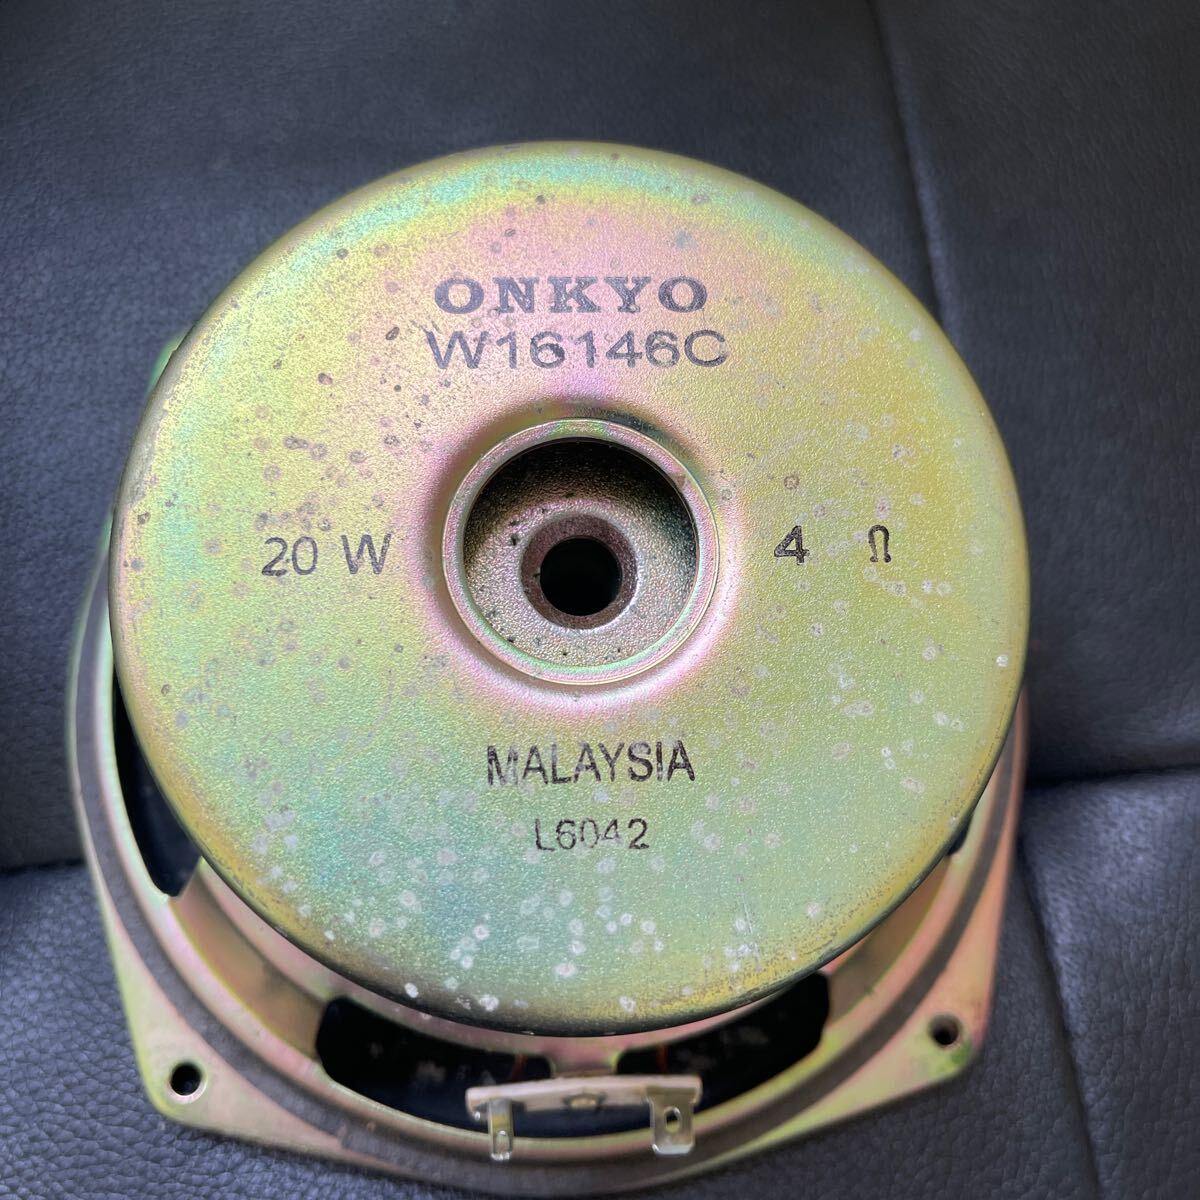 ONKYO
W16146C
20 W 4 Ω
MALAYSIA
L6042